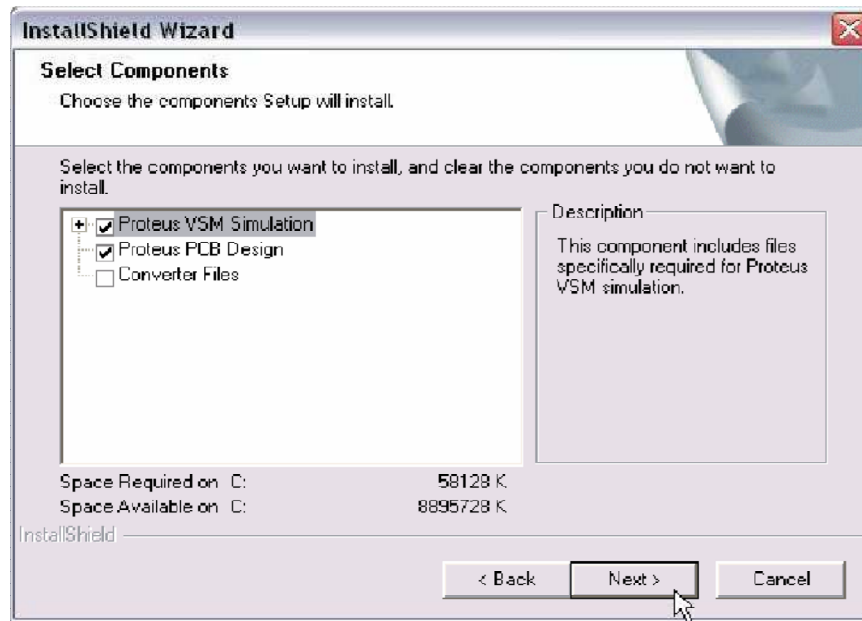 InstallShield Wizard
Select Components
Choose the components Setup will install.
Select the components you want to install, and clear the components you do not want to
install.
Proteus VSM Simulation
Proteus PCB Design
Converter Files
Description
This component includes files
specifically required for Proteus
VSM simulation.
Space Required on C: 58128 K
Space Available on C: 8895728 K
InstallShield
< Back Next > Cancel